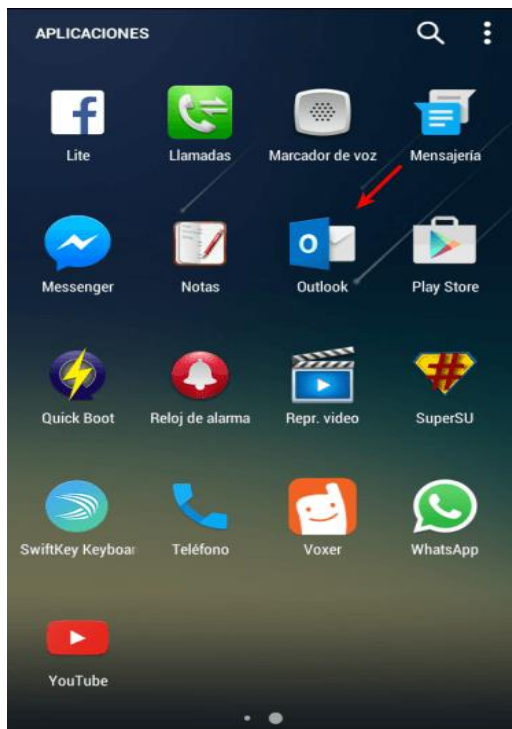 APLICACIONES
Lite
Llamadas
Marcador de voz
Mensajería
Messenger
Notas
Outlook
Play Store
Quick Boot
Reloj de alarma
Repr. video
SuperSU
SwiftKey Keyboar
Teléfono
Voxer
WhatsApp
YouTube